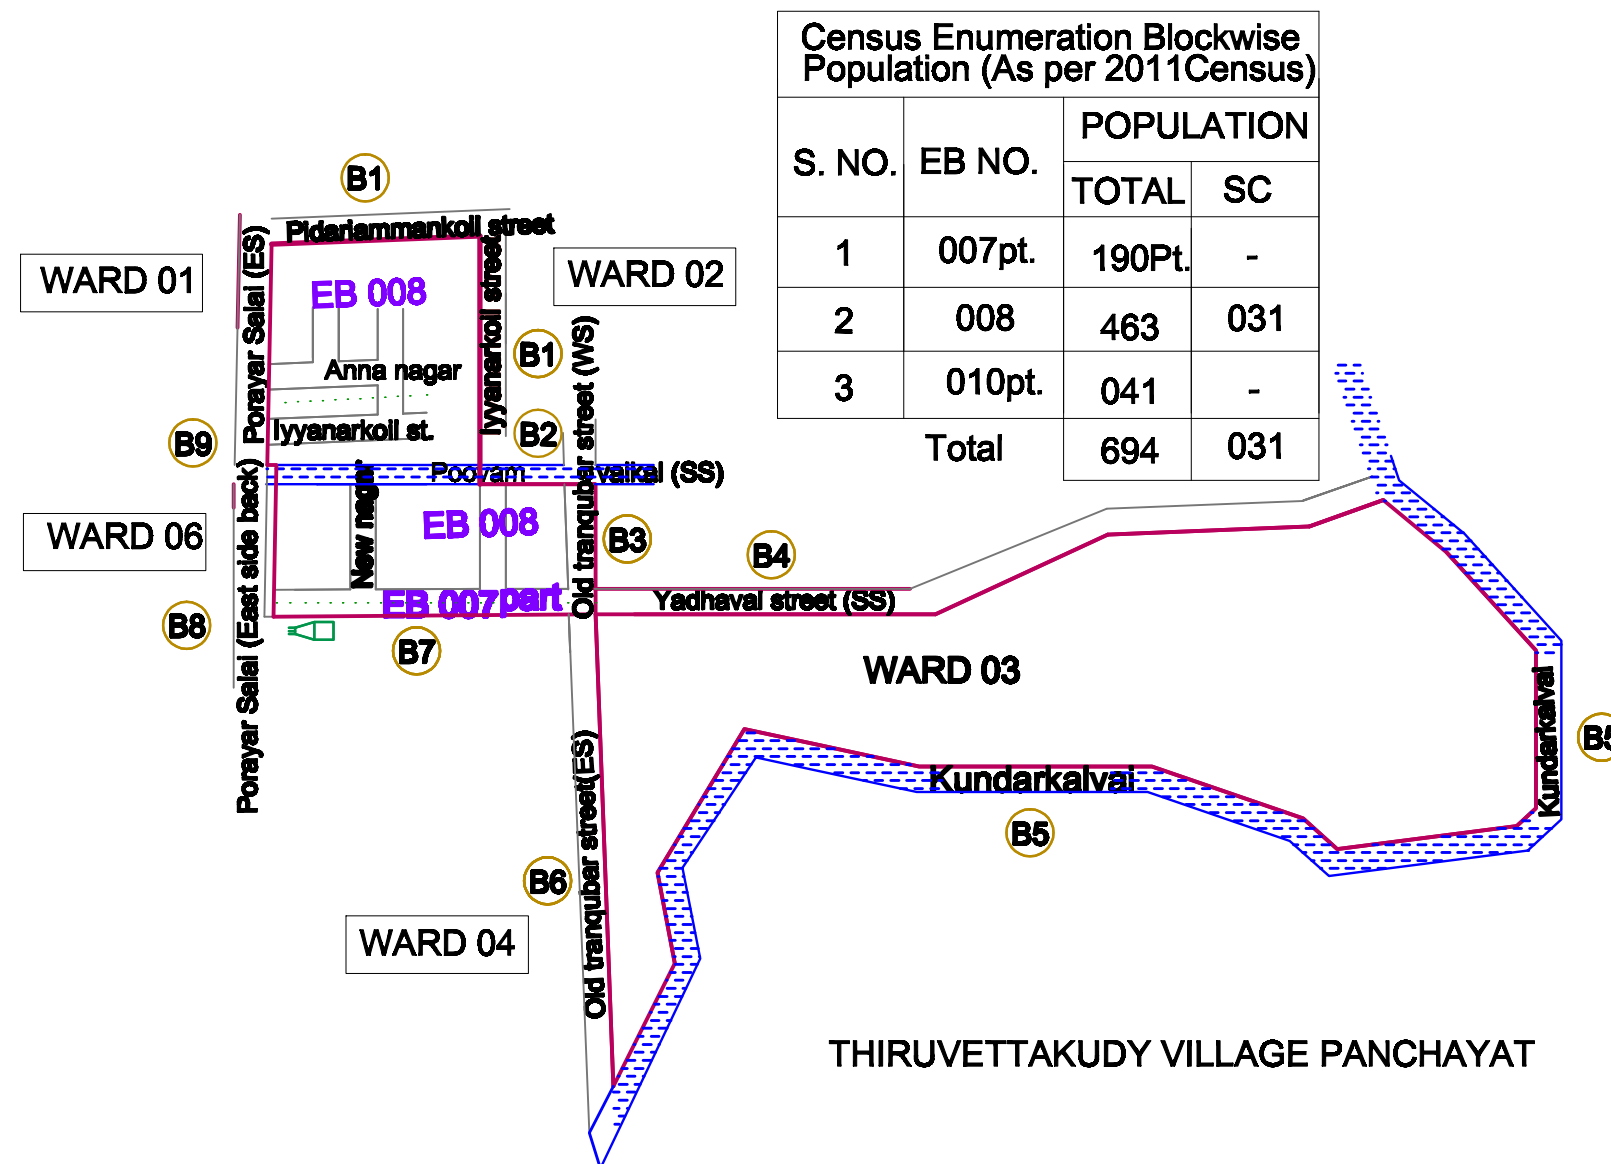 Census Enumeration Blockwise
Population (As per 2011Census)
S. NO.
EB NO.
POPULATION
TOTAL
SC
1
007pt.
190Pt.
-
2
008
463
031
3
010pt.
041
-
Total
694
031
B1
Pidariammankoil street
WARD 01
Porayar Salai (ES)
EB 008
Iyyanarkoil street
WARD 02
B1
Old tranqubar street (WS)
Anna nagar
Iyyanarkoil st.
B2
B9
Poovam
vaikal (SS)
WARD 06
Porayar Salai (East side back)
New nagar
EB 008
B3
B4
EB 007part
Yadhaval street (SS)
B8
B7
WARD 03
Kundarkalvai
B5
Kundarkalvai
B5
Old tranqubar street(ES)
B6
WARD 04
THIRUVETTAKUDY VILLAGE PANCHAYAT